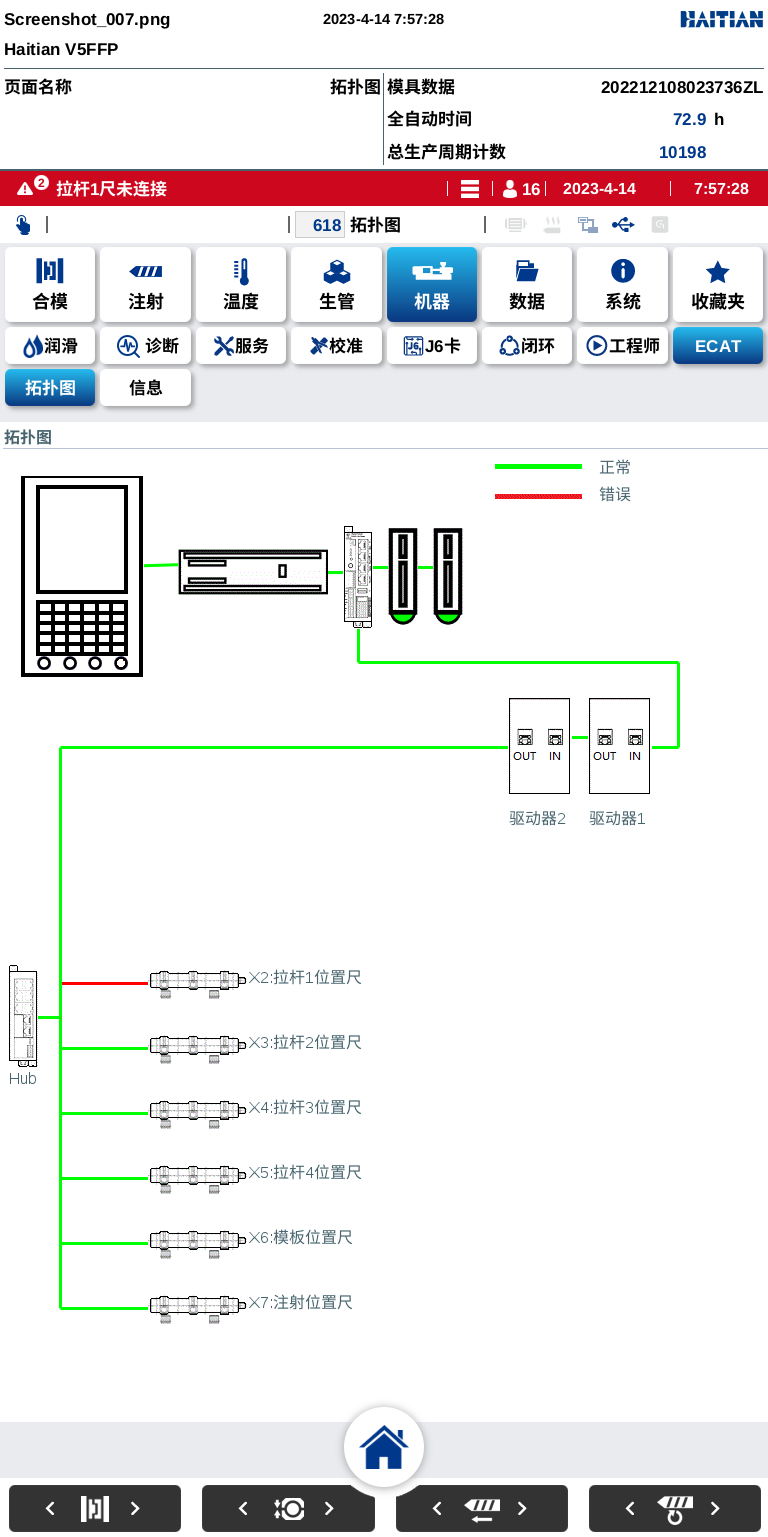 Screenshot_007.png 2023-4-14 7:57:28 HAITIAN
Haitian V5FFP
页面名称 拓扑图 模具数据 202212108023736ZL
全自动时间 72.9 h
总生产周期计数 10198
2 拉杆1尺未连接 16 2023-4-14 7:57:28
618 拓扑图
合模 注射 温度 生管 机器 数据 系统 收藏夹
润滑 诊断 服务 校准 J6 J6卡 闭环 工程师 ECAT
拓扑图 信息
拓扑图
正常
错误
OUT IN OUT IN
驱动器2 驱动器1
X2:拉杆1位置尺
X3:拉杆2位置尺
Hub
X4:拉杆3位置尺
X5:拉杆4位置尺
X6:模板位置尺
X7:注射位置尺